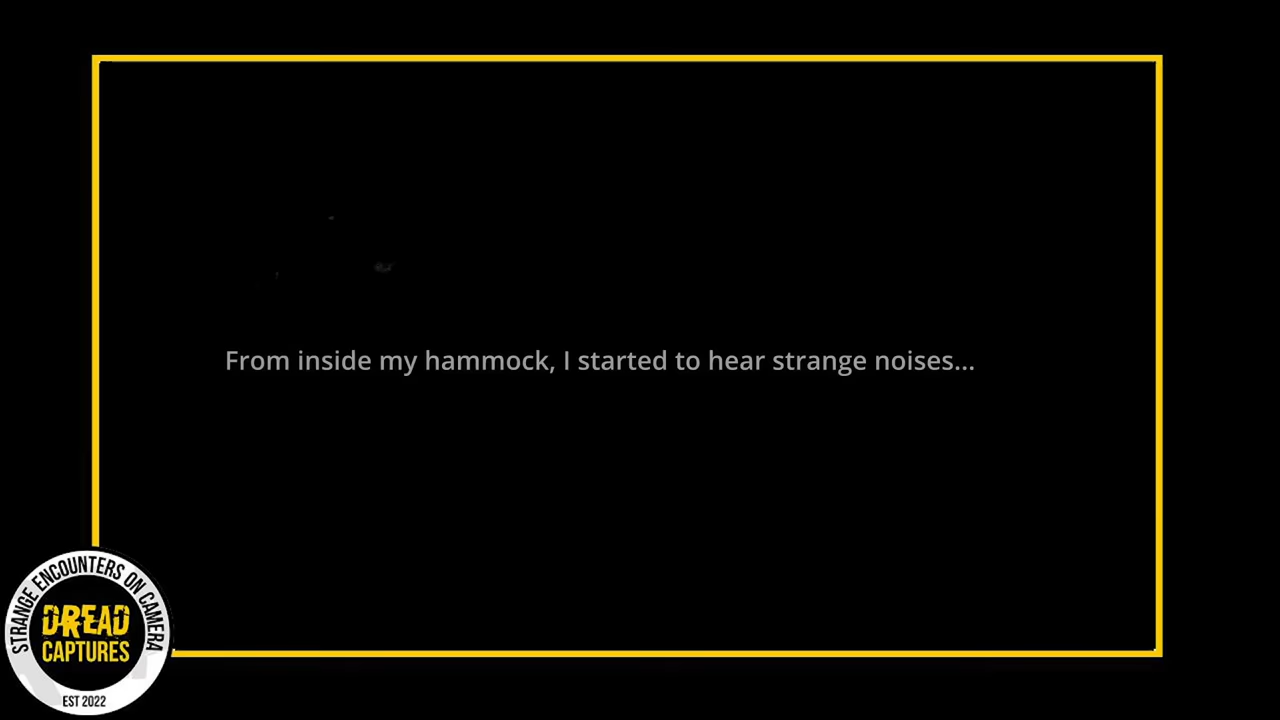 From inside my hammock, I started to hear strange noises...
STRANGE ENCOUNTERS ON CAMERA
DREAD
CAPTURES
EST 2022